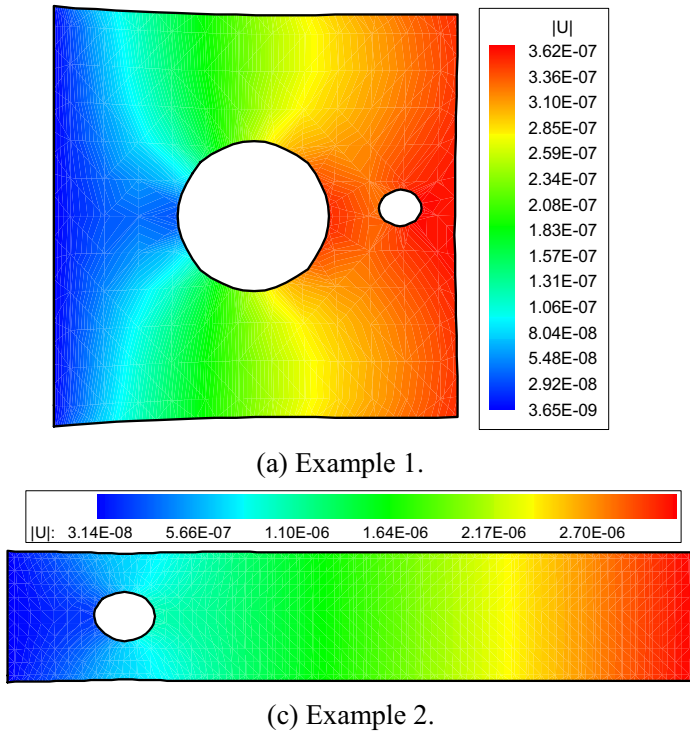 |U|
3.62E-07
3.36E-07
3.10E-07
2.85E-07
2.59E-07
2.34E-07
2.08E-07
1.83E-07
1.57E-07
1.31E-07
1.06E-07
8.04E-08
5.48E-08
2.92E-08
3.65E-09
(a) Example 1.
|U|: 3.14E-08 5.66E-07 1.10E-06 1.64E-06 2.17E-06 2.70E-06
(c) Example 2.